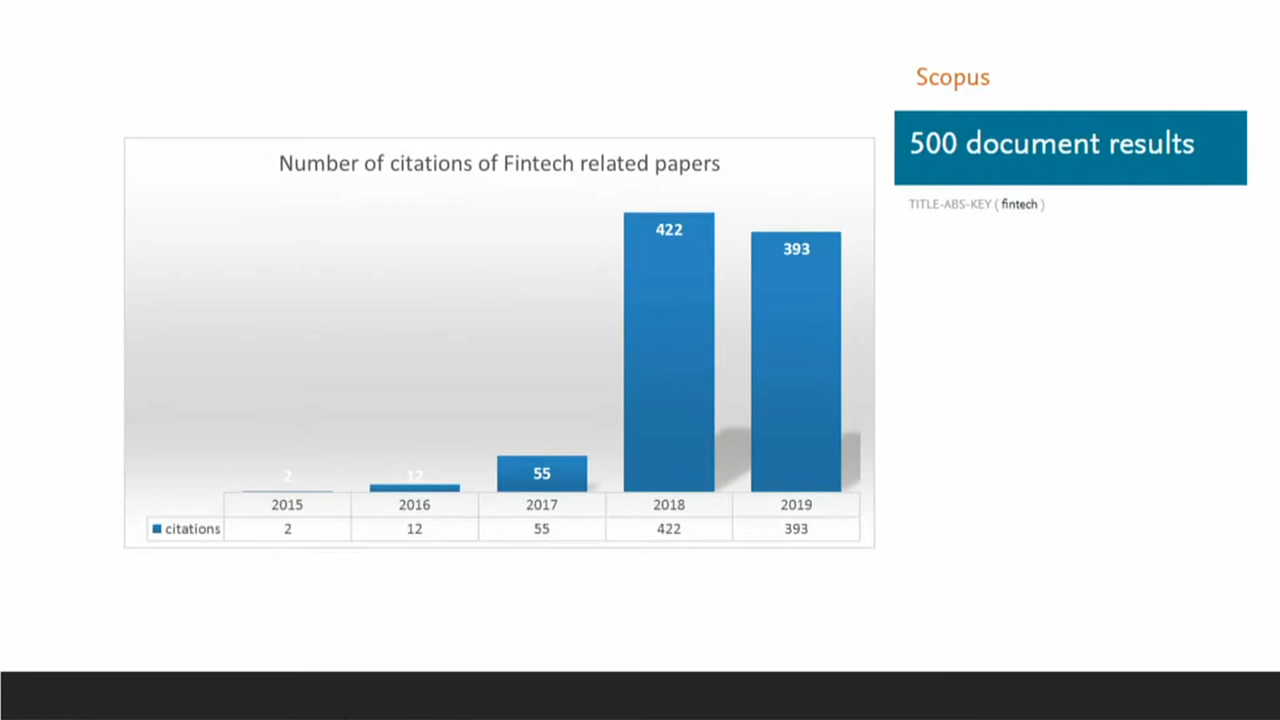 Scopus
500 document results
TITLE-ABS-KEY ( fintech )
Number of citations of Fintech related papers
422
393
2
12
55
2015 2016 2017 2018 2019
citations 2 12 55 422 393